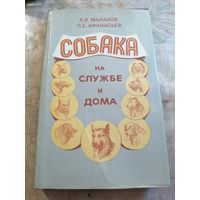 А.В. МАЛАХОВ
П.Е. АФАНАСЬЕВ
СОБАКА
НА
СЛУЖБЕ И
ДОМА